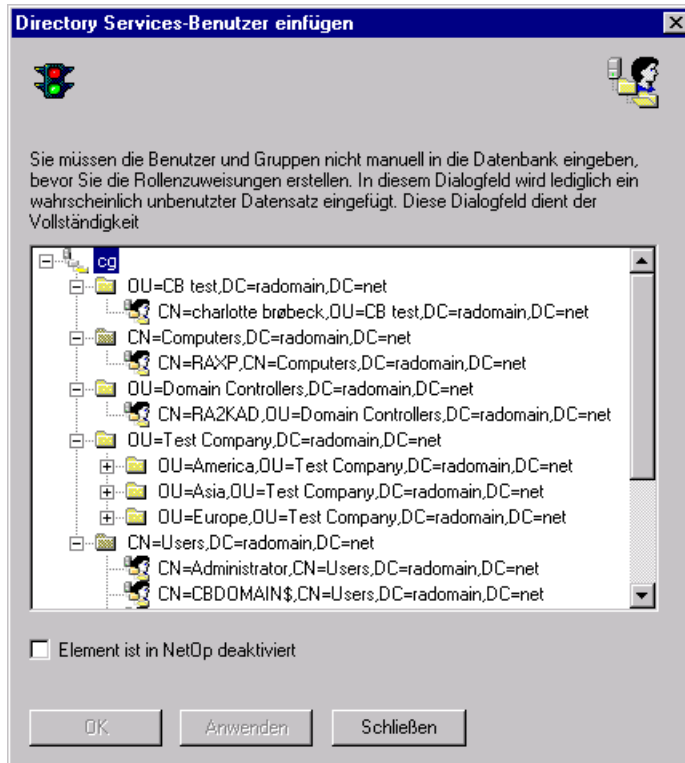 Directory Services-Benutzer einfügen
Sie müssen die Benutzer und Gruppen nicht manuell in die Datenbank eingeben,
bevor Sie die Rollenzuweisungen erstellen. In diesem Dialogfeld wird lediglich ein
wahrscheinlich unbenutzter Datensatz eingefügt. Diese Dialogfeld dient der
Vollständigkeit
cg
OU=CB test,DC=radomain,DC=net
CN=charlotte brøbeck,OU=CB test,DC=radomain,DC=net
CN=Computers,DC=radomain,DC=net
CN=RAXP,CN=Computers,DC=radomain,DC=net
OU=Domain Controllers,DC=radomain,DC=net
CN=RA2KAD,OU=Domain Controllers,DC=radomain,DC=net
OU=Test Company,DC=radomain,DC=net
OU=America,OU=Test Company,DC=radomain,DC=net
OU=Asia,OU=Test Company,DC=radomain,DC=net
OU=Europe,OU=Test Company,DC=radomain,DC=net
CN=Users,DC=radomain,DC=net
CN=Administrator,CN=Users,DC=radomain,DC=net
CN=CBDOMAIN$,CN=Users,DC=radomain,DC=net
Element ist in NetOp deaktiviert
OK Anwenden Schließen